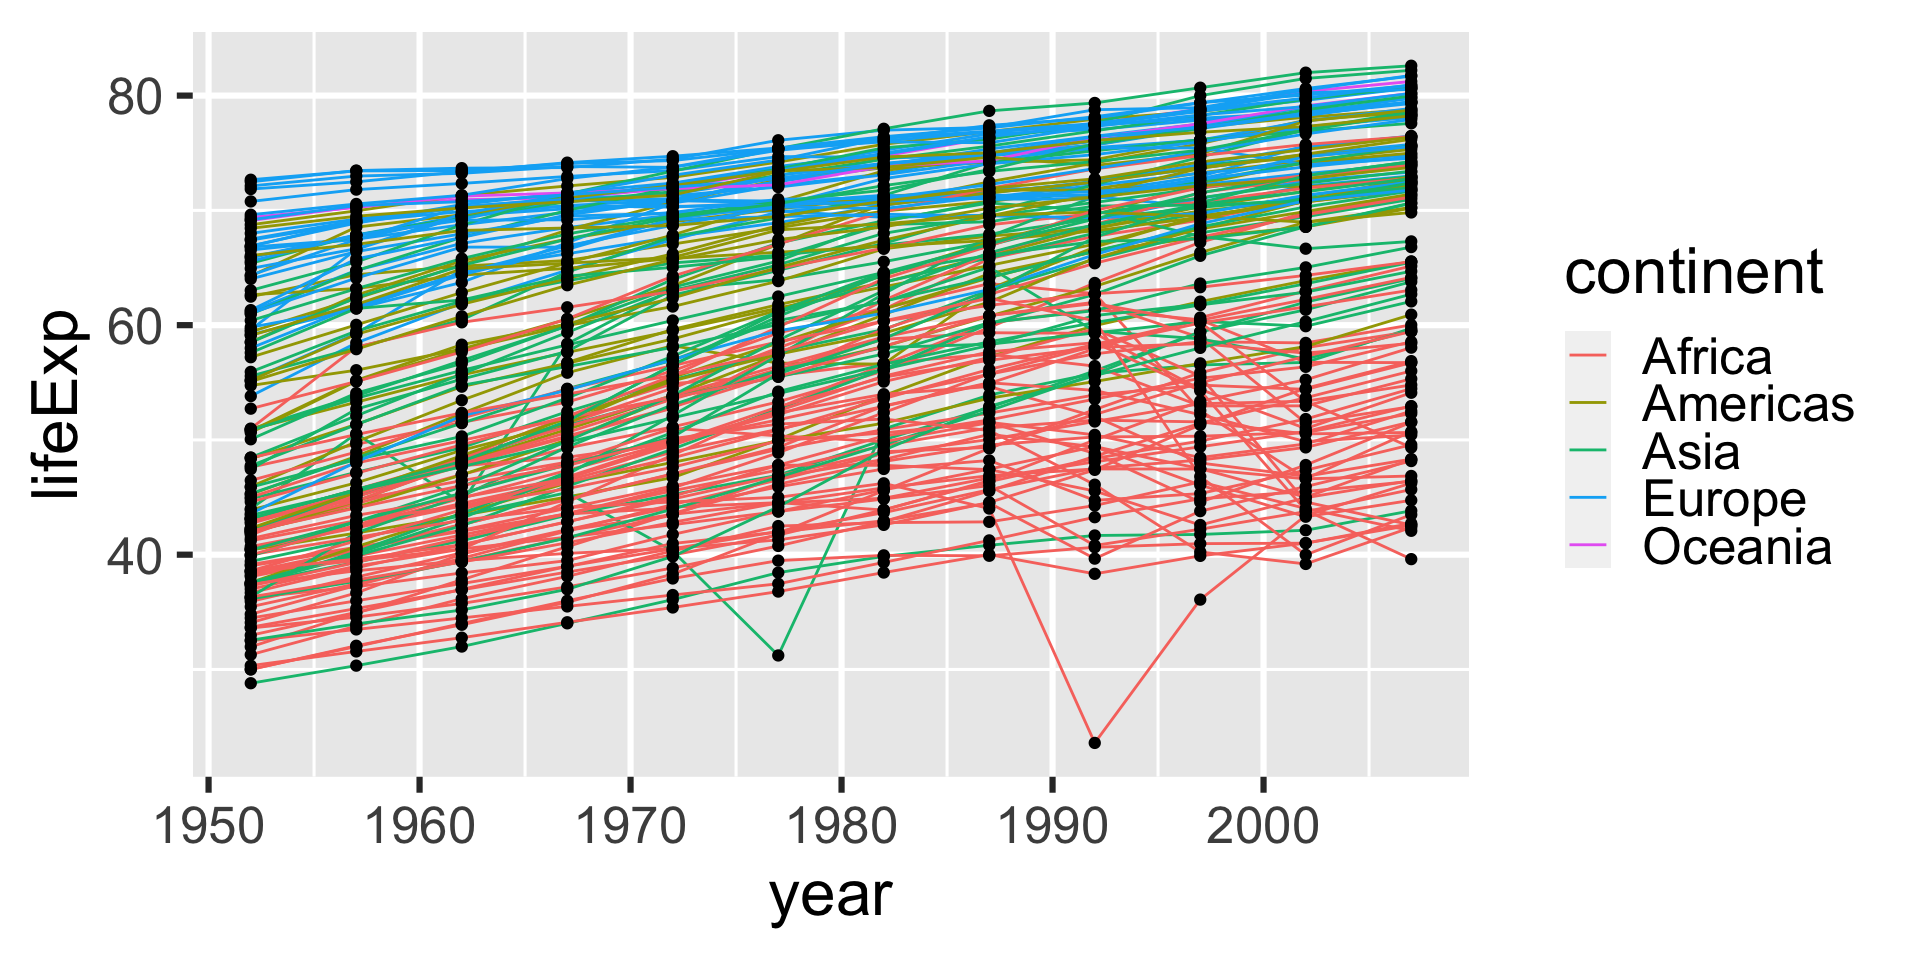 lifeExp
80
60
40
1950 1960 1970 1980 1990 2000
year
continent
Africa
Americas
Asia
Europe
Oceania